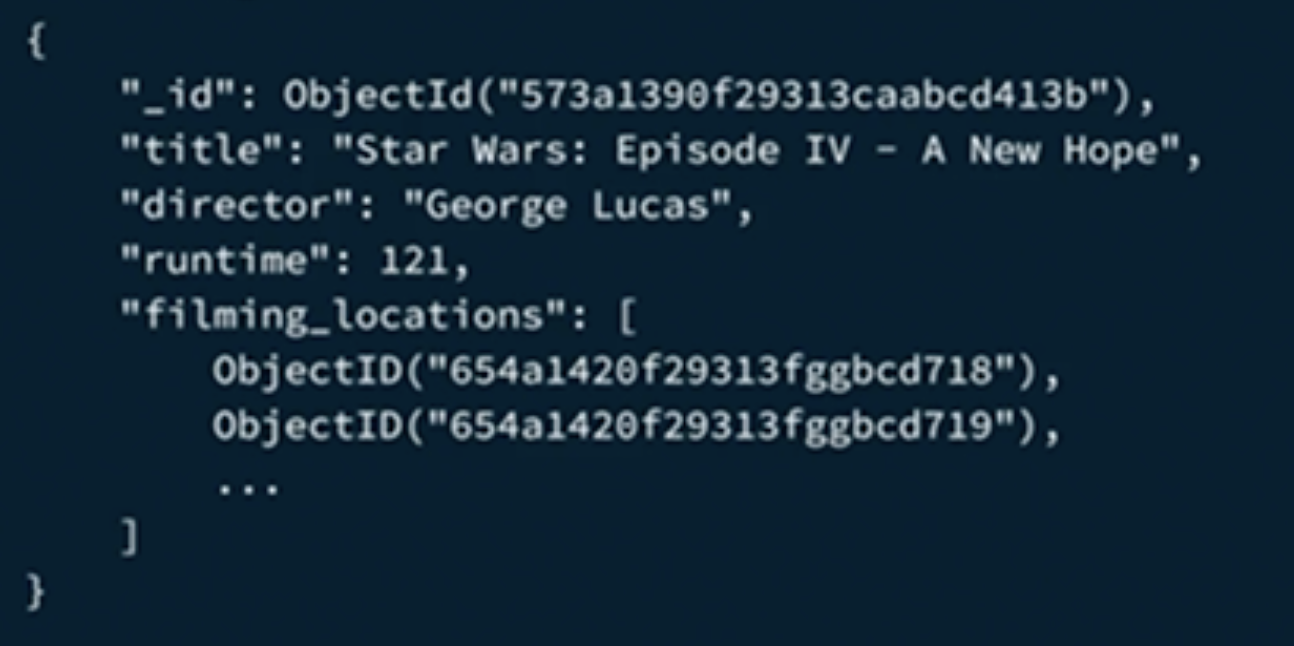 {
"_id": ObjectId("573a1390f29313caabcd413b"),
"title": "Star Wars: Episode IV - A New Hope",
"director": "George Lucas",
"runtime": 121,
"filming_locations": [
ObjectID("654a1420f29313fggbcd718"),
ObjectID("654a1420f29313fggbcd719"),
...
]
}